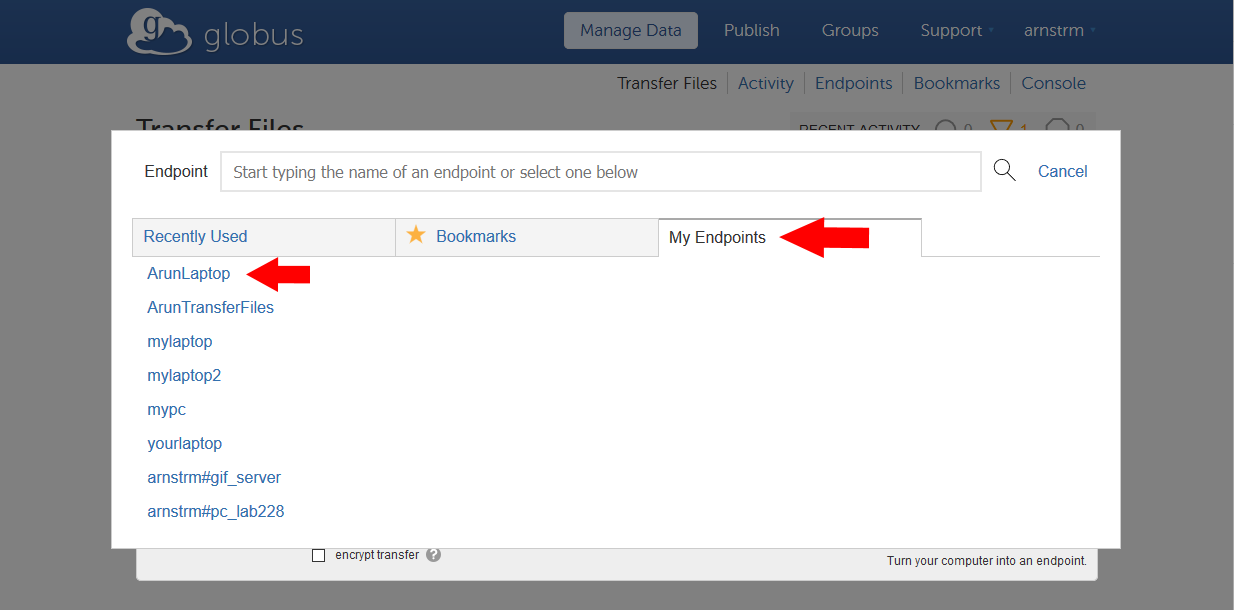 globus
Manage Data Publish Groups Support arnstrm
Transfer Files Activity Endpoints Bookmarks Console
Transfer Files
RECENT ACTIVITY 0 1 0
Endpoint Start typing the name of an endpoint or select one below Cancel
Recently Used Bookmarks My Endpoints
ArunLaptop
ArunTransferFiles
mylaptop
mylaptop2
mypc
yourlaptop
arnstrm#gif_server
arnstrm#pc_lab228
encrypt transfer ?
Turn your computer into an endpoint.